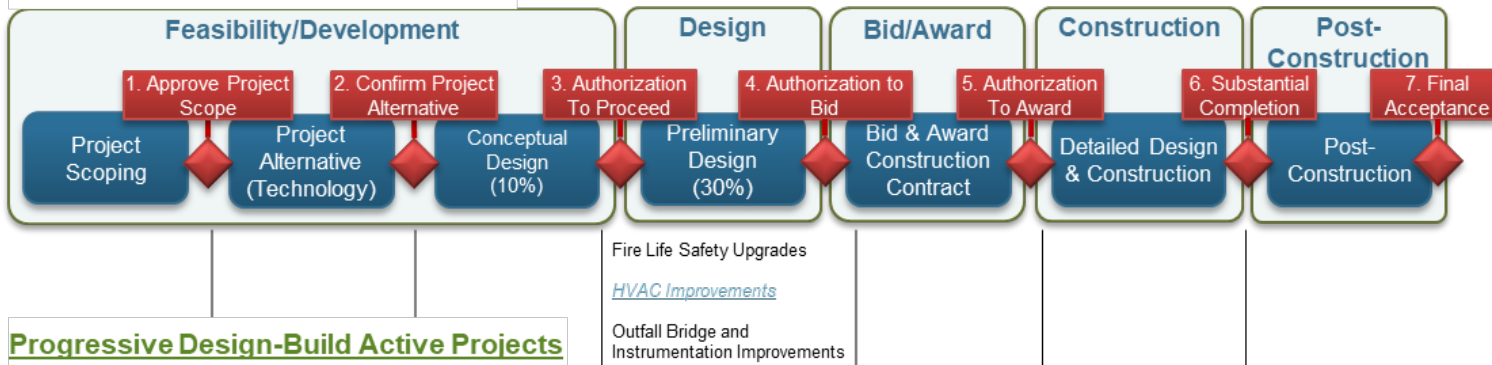 Feasibility/Development
Design
Bid/Award
Construction
Post-
Construction
1. Approve Project
Scope
2. Confirm Project
Alternative
3. Authorization
To Proceed
4. Authorization to
Bid
5. Authorization
To Award
6. Substantial
Completion
7. Final
Acceptance
Project
Scoping
Project
Alternative
(Technology)
Conceptual
Design
(10%)
Preliminary
Design
(30%)
Bid & Award
Construction
Contract
Detailed Design
& Construction
Post-
Construction
Fire Life Safety Upgrades
HVAC Improvements
Outfall Bridge and
Instrumentation Improvements
Progressive Design-Build Active Projects